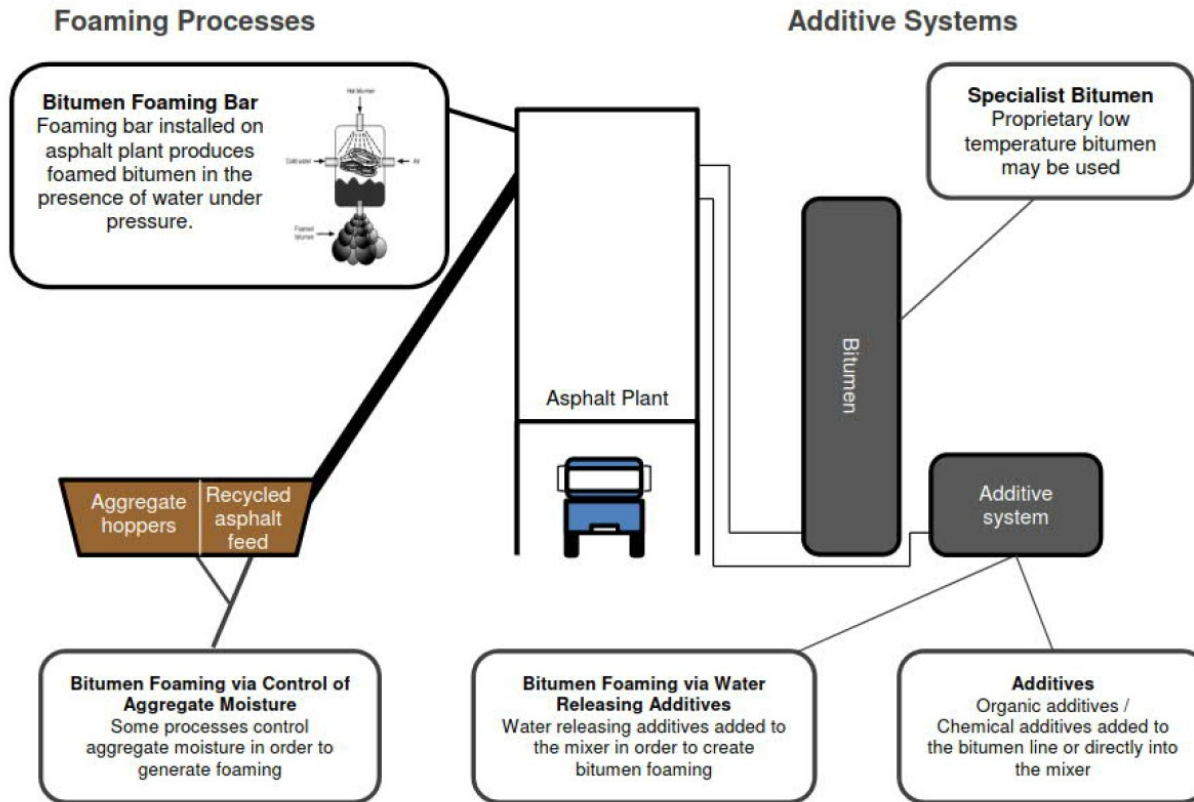 Foaming Processes
Additive Systems
Bitumen Foaming Bar
Foaming bar installed on
asphalt plant produces
foamed bitumen in the
presence of water under
pressure.
Hot bitumen
Cold water
Air
Foamed
bitumen
Specialist Bitumen
Proprietary low
temperature bitumen
may be used
Asphalt Plant
Bitumen
Aggregate
hoppers
Recycled
asphalt
feed
Additive
system
Bitumen Foaming via Control of
Aggregate Moisture
Some processes control
aggregate moisture in order to
generate foaming
Bitumen Foaming via Water
Releasing Additives
Water releasing additives added to
the mixer in order to create
bitumen foaming
Additives
Organic additives /
Chemical additives added to
the bitumen line or directly into
the mixer